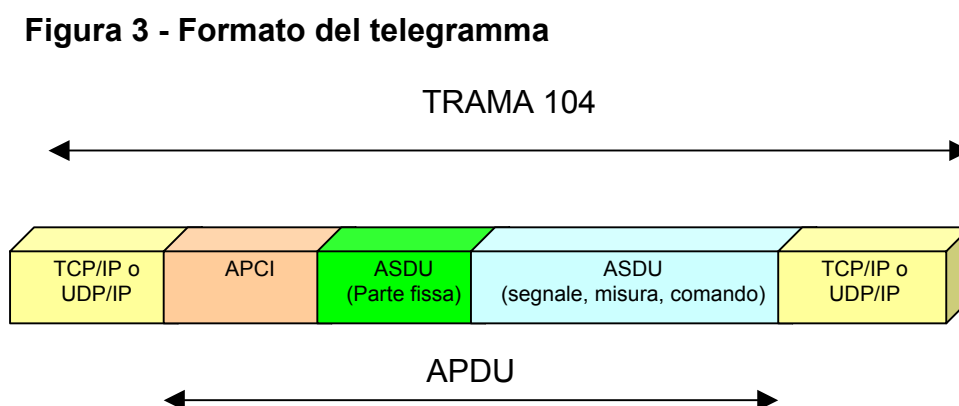 Figura 3 - Formato del telegramma
TRAMA 104
TCP/IP o
UDP/IP
APCI
ASDU
(Parte fissa)
ASDU
(segnale, misura, comando)
TCP/IP o
UDP/IP
APDU